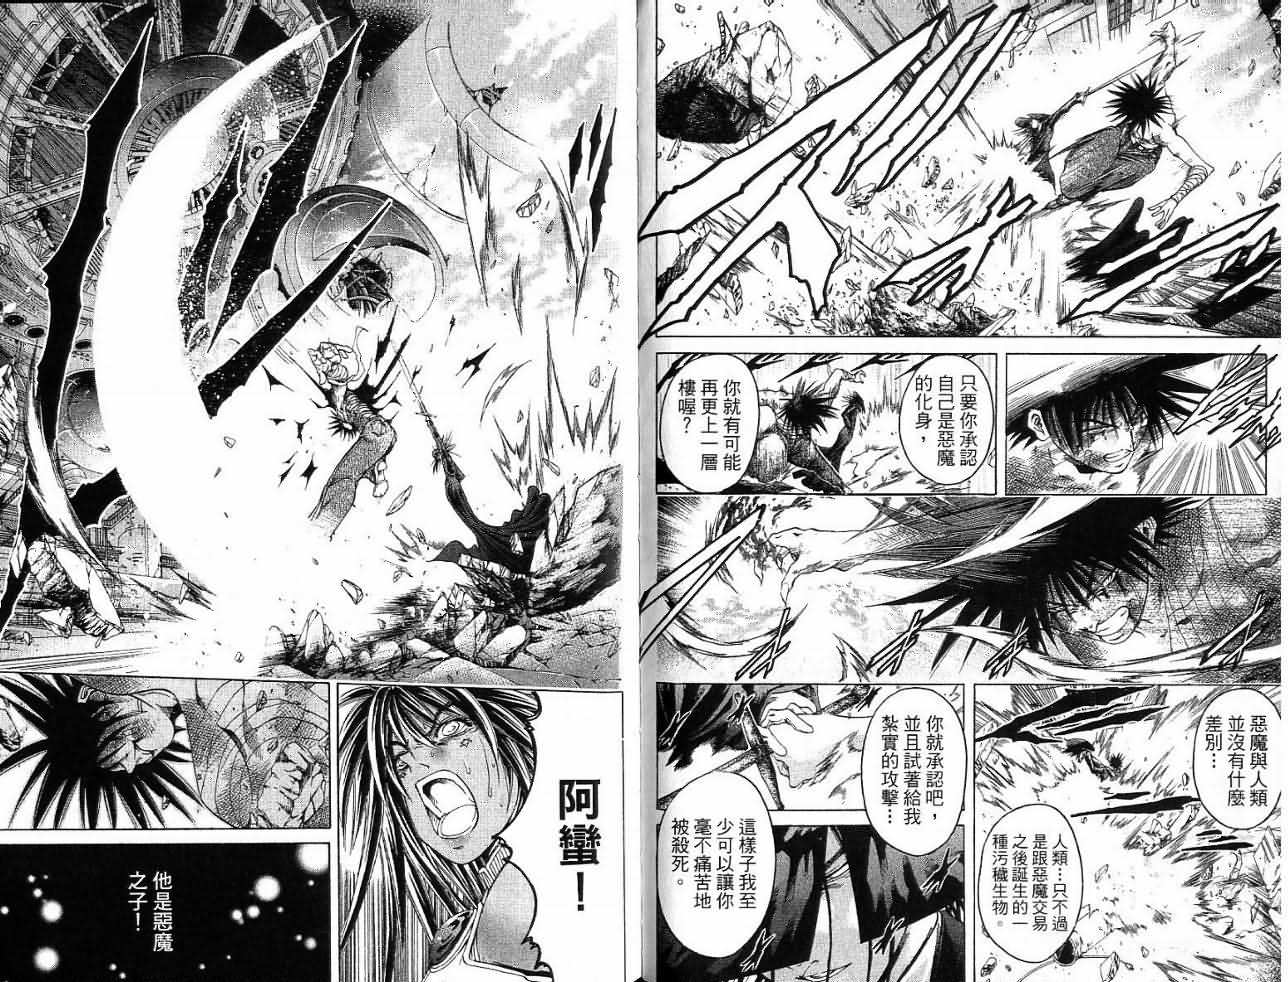 只要你承認
自己是惡魔
的化身，
你就有可能
再更上一層
樓喔？
惡魔與人類
並沒有什麼
差別…
人類…只不過
是跟惡魔交易
之後誕生的一
種污穢生物。
你就承認吧，
並且試著給我
紮實的攻擊…
這樣子我至
少可以讓你
毫不痛苦地
被殺死。
阿蠻！
他是惡魔
之子！